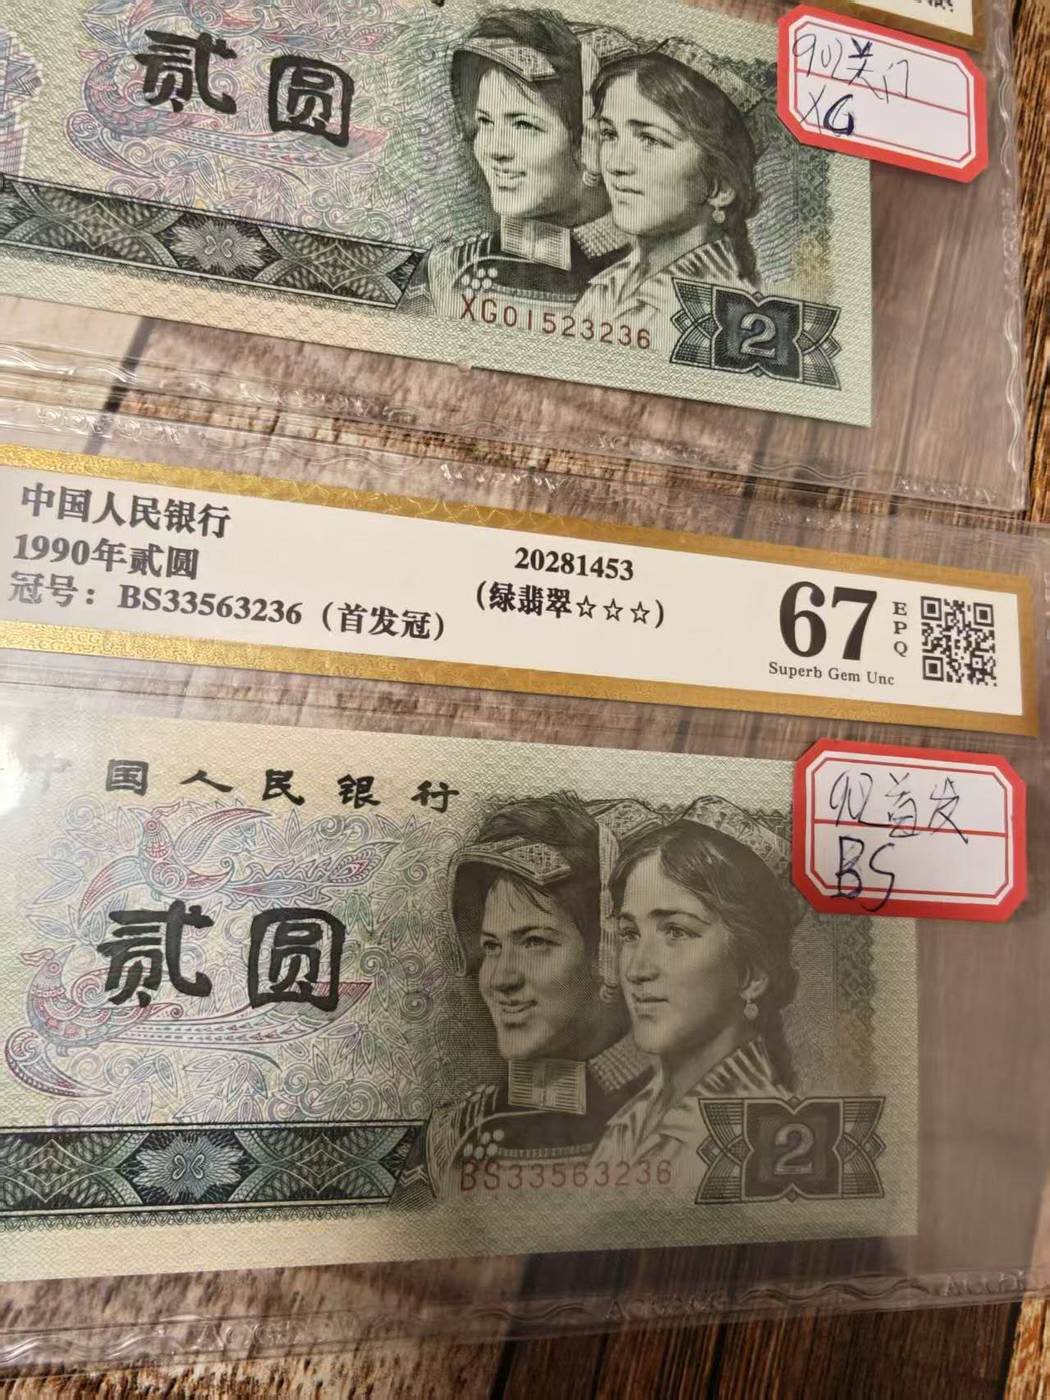 贰圆
902关门
XG
XG01523236
2
中国人民银行
1990年贰圆
冠号：BS33563236（首发冠）
20281453
（绿翡翠☆☆☆）
67
EPQ
Superb Gem Unc
中国人民银行
902首发
BS
贰圆
BS33563236
2